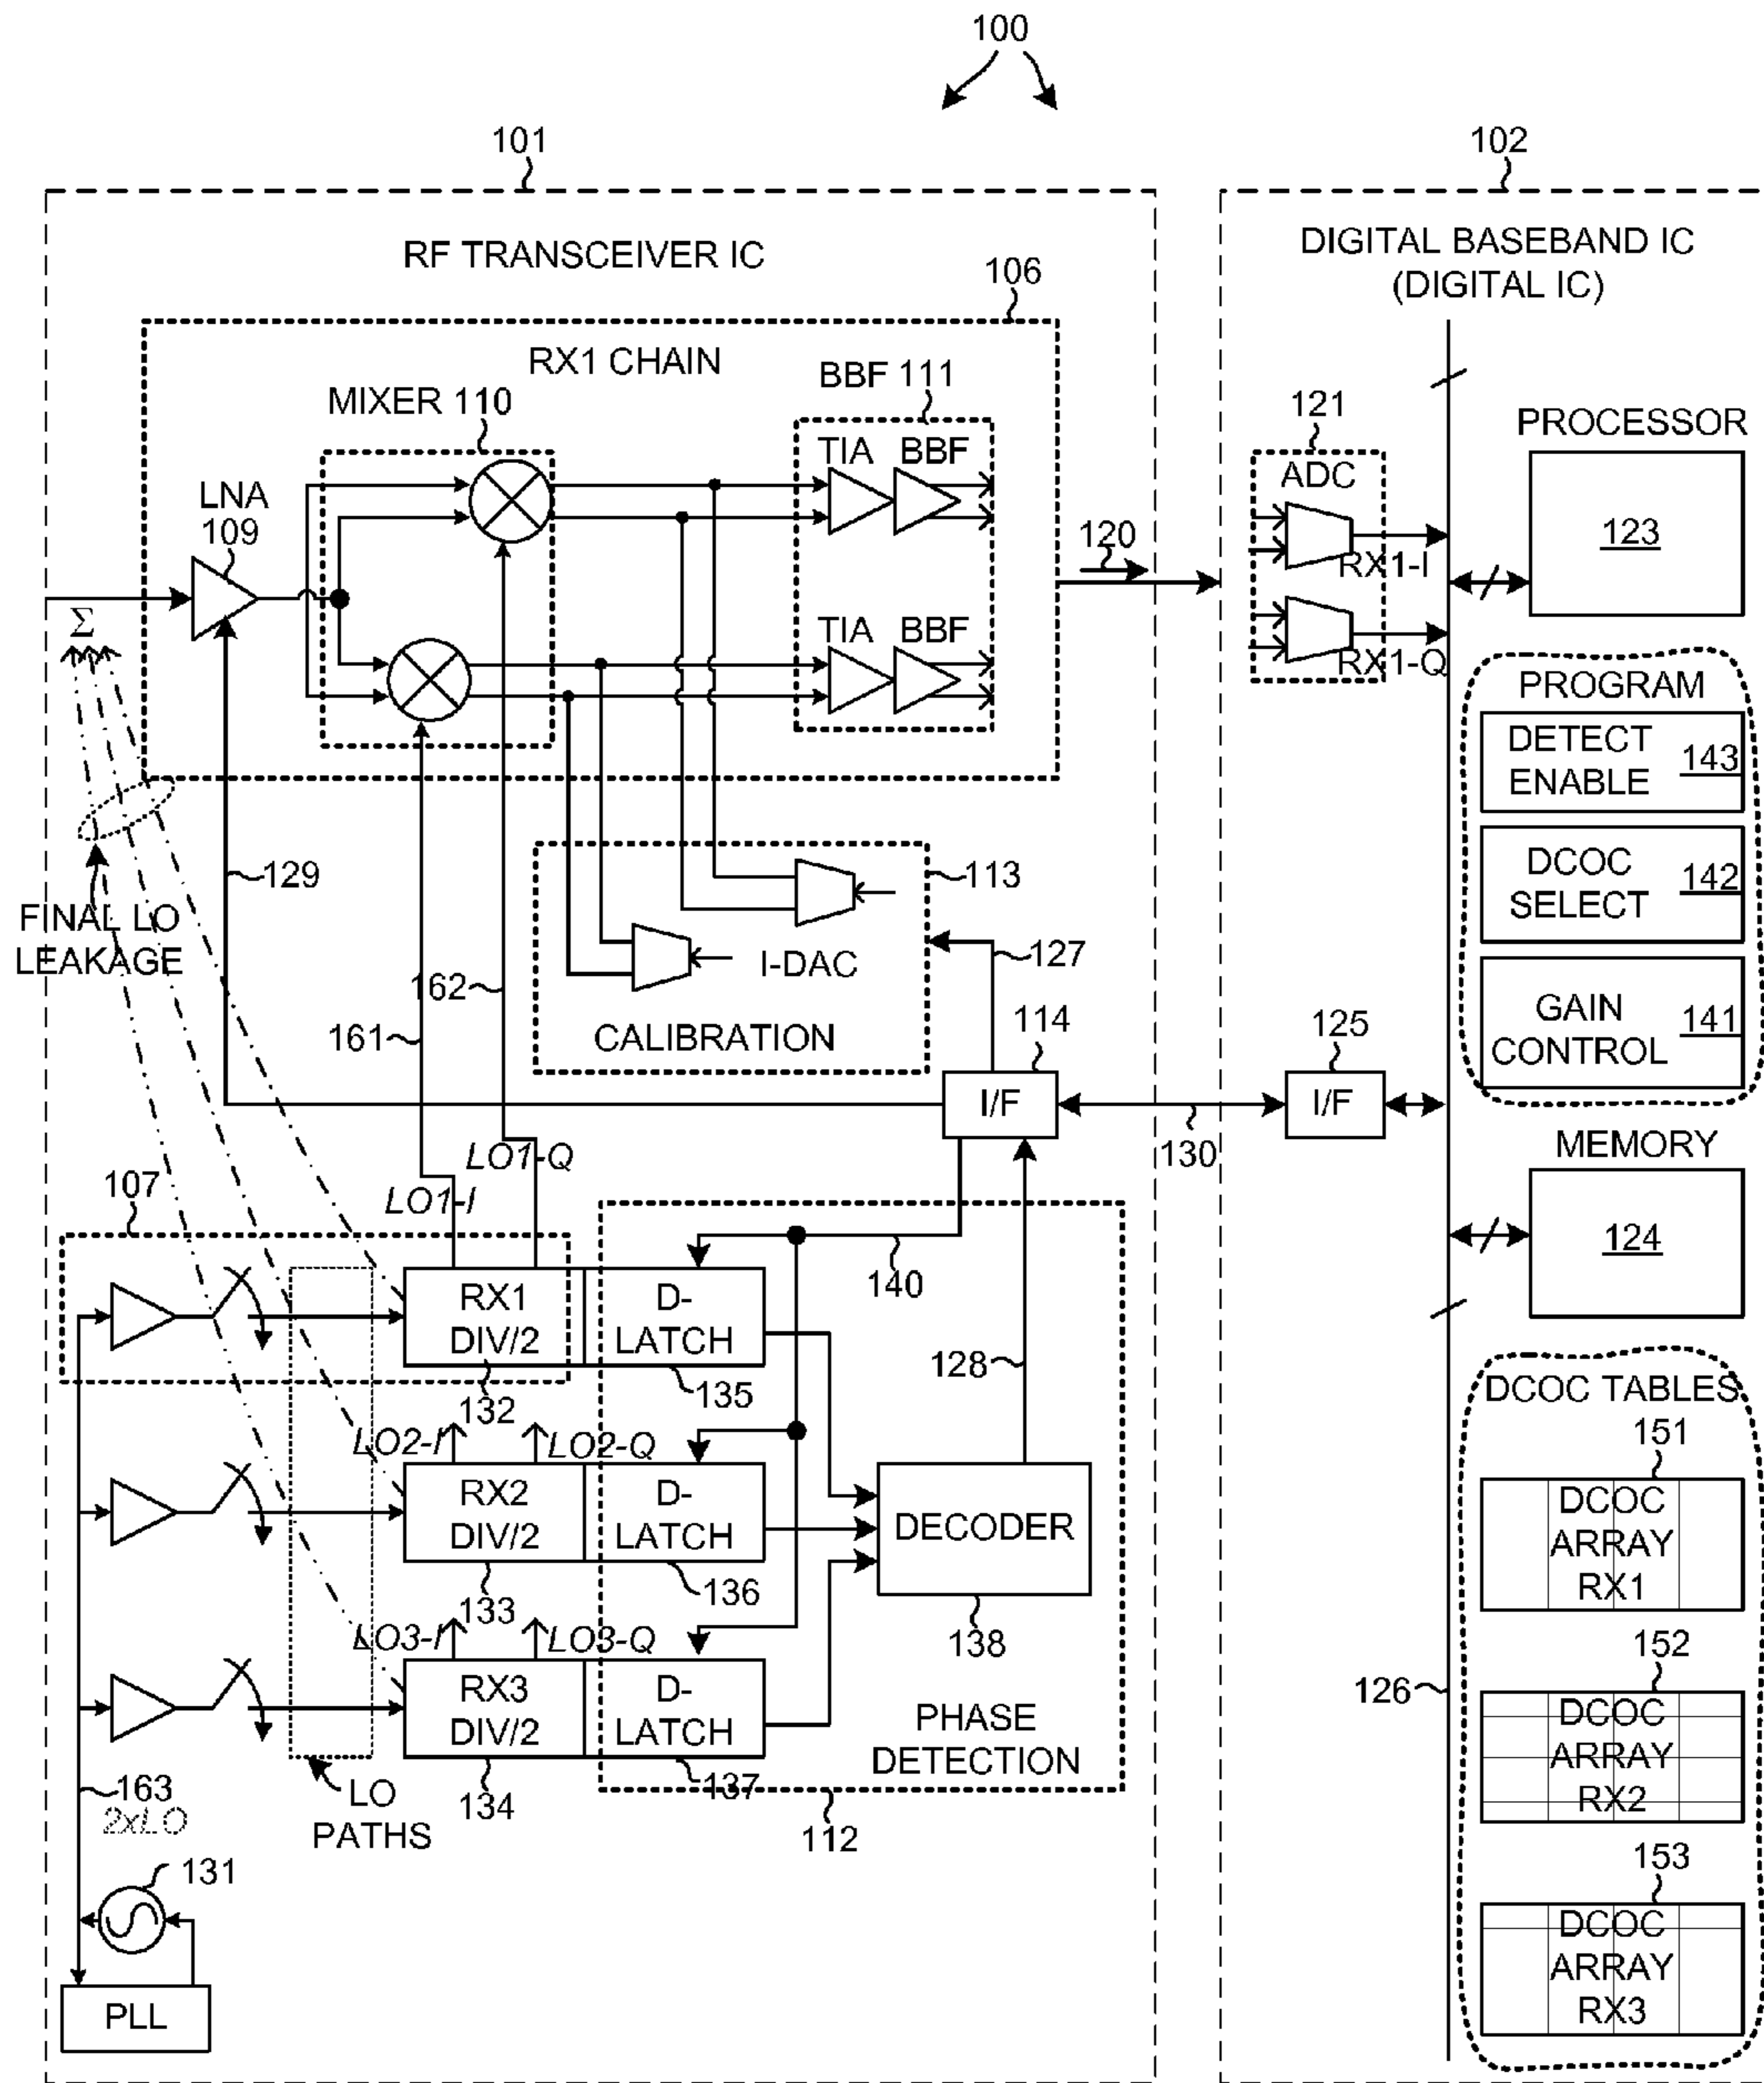 100
101
102
RF TRANSCEIVER IC
DIGITAL BASEBAND IC
(DIGITAL IC)
106
RX1 CHAIN
MIXER 110
BBF 111
TIA
BBF
LNA
109
Σ
TIA
BBF
120
121
ADC
RX1-I
RX1-Q
PROCESSOR
123
PROGRAM
DETECT
ENABLE
143
DCOC
SELECT
142
GAIN
CONTROL
141
129
FINAL LO
LEAKAGE
161
162
113
I-DAC
CALIBRATION
127
114
I/F
130
125
I/F
MEMORY
124
107
LO1-I
LO1-Q
RX1
DIV/2
D-
LATCH
132
135
140
128
LO2-I
LO2-Q
RX2
DIV/2
D-
LATCH
133
136
DECODER
138
LO3-I
LO3-Q
RX3
DIV/2
D-
LATCH
134
137
PHASE
DETECTION
112
163
2xLO
LO
PATHS
131
PLL
126
DCOC TABLES
151
DCOC
ARRAY
RX1
152
DCOC
ARRAY
RX2
153
DCOC
ARRAY
RX3